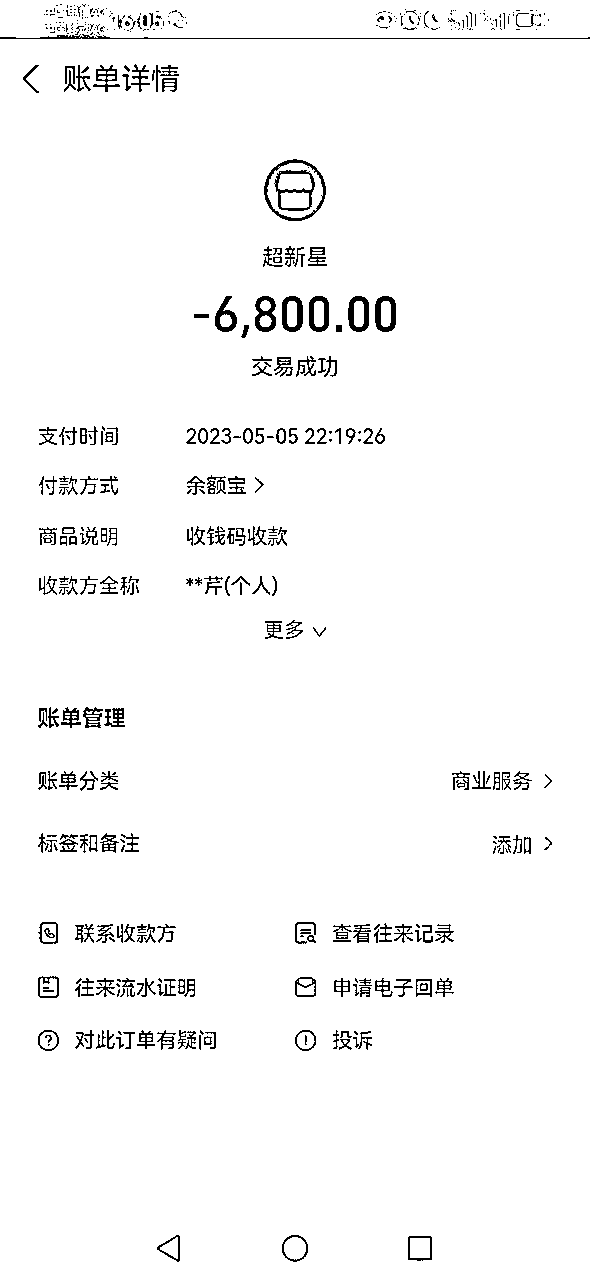 16:05
账单详情
超新星
-6,800.00
交易成功
支付时间 2023-05-05 22:19:26
付款方式 余额宝
商品说明 收钱码收款
收款方全称 **芹(个人)
更多
账单管理
账单分类 商业服务
标签和备注 添加
联系收款方 查看往来记录
往来流水证明 申请电子回单
对此订单有疑问 投诉